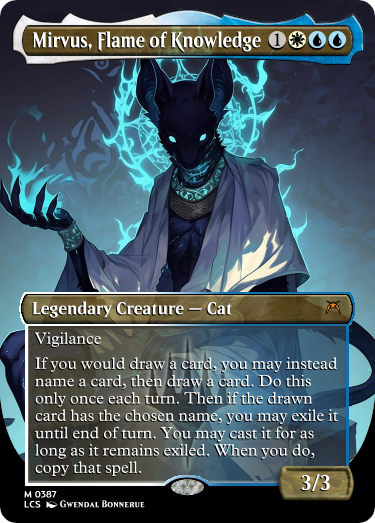 Mirvus, Flame of Knowledge 1
Legendary Creature — Cat
Vigilance
If you would draw a card, you may instead
name a card, then draw a card. Do this
only once each turn. Then if the drawn
card has the chosen name, you may exile it
until end of turn. You may cast it for as
long as it remains exiled. When you do,
copy that spell.
3/3
M 0387
LCS Gwendal Bonnerue